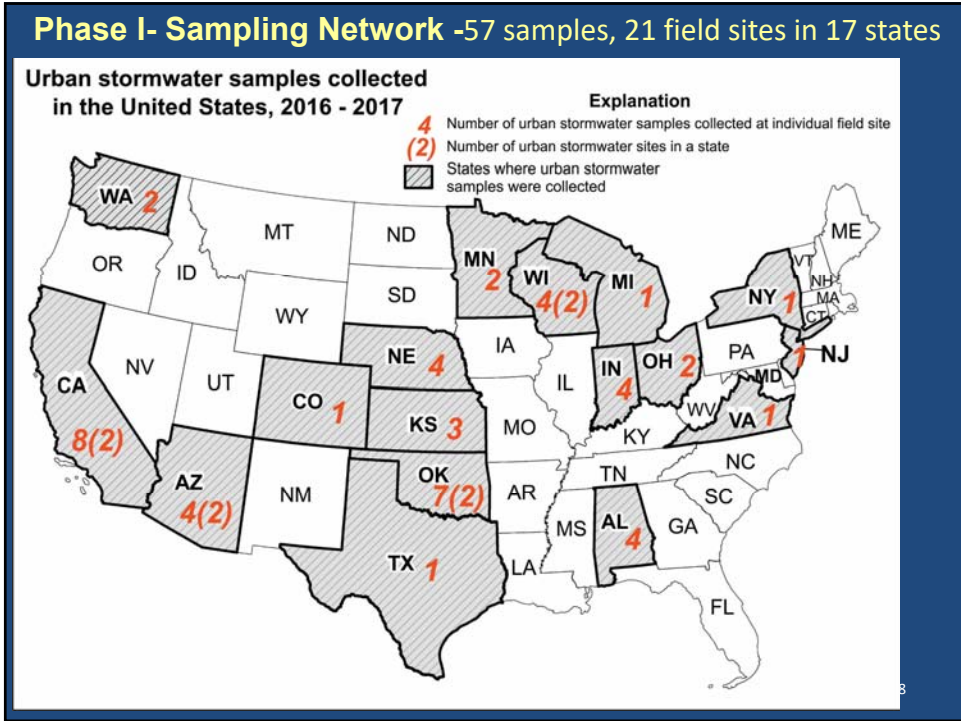 Phase I- Sampling Network -57 samples, 21 field sites in 17 states
Urban stormwater samples collected
in the United States, 2016 - 2017
Explanation
4 Number of urban stormwater samples collected at individual field site
(2) Number of urban stormwater sites in a state
States where urban stormwater
samples were collected
WA 2
MT
ND
ME
OR
ID
MN
2
WI
4(2)
MI
1
VT
NH
MA
CT
NY 1
SD
WY
IA
NE 4
PA
1 NJ
NV
UT
IL
IN
4
OH 2
MD
CA
8(2)
CO
1
KS 3
MO
WV
VA 1
KY
AZ
4(2)
NM
OK
7(2)
AR
TN
NC
SC
MS
AL
4
GA
TX 1
LA
FL
8